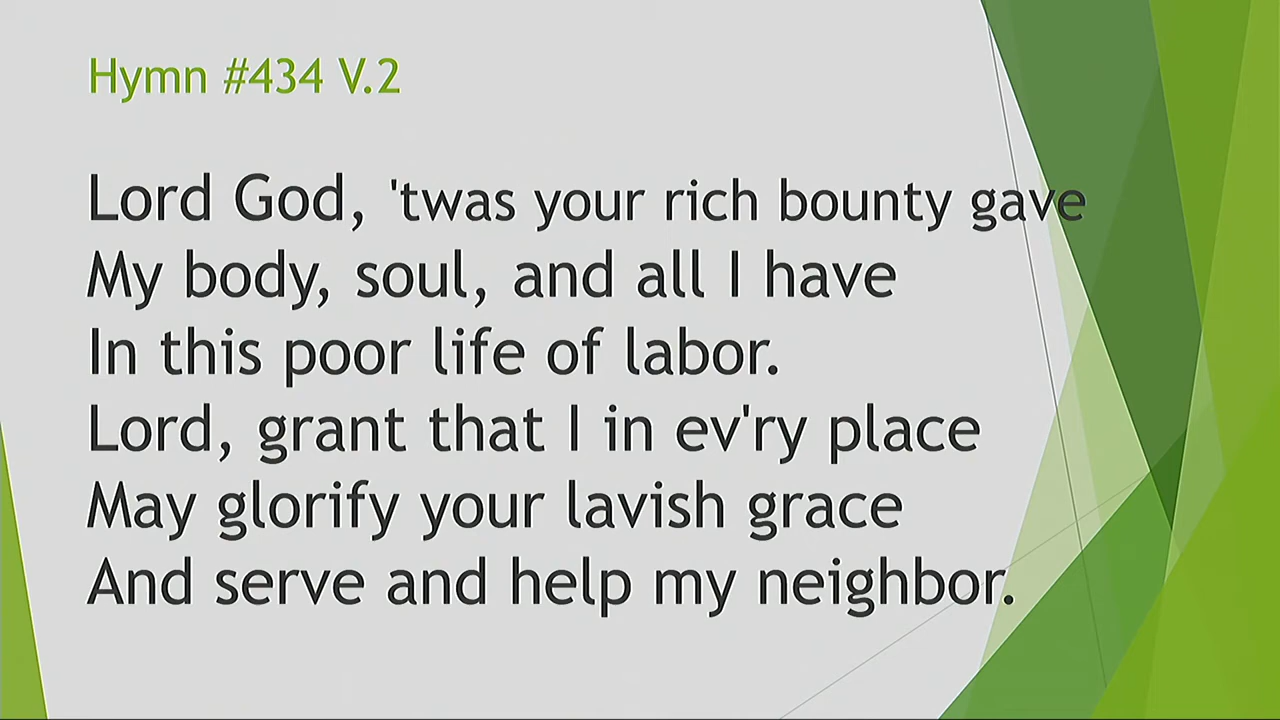 Hymn #434 V.2
Lord God, 'twas your rich bounty gave
My body, soul, and all I have
In this poor life of labor.
Lord, grant that I in ev'ry place
May glorify your lavish grace
And serve and help my neighbor.